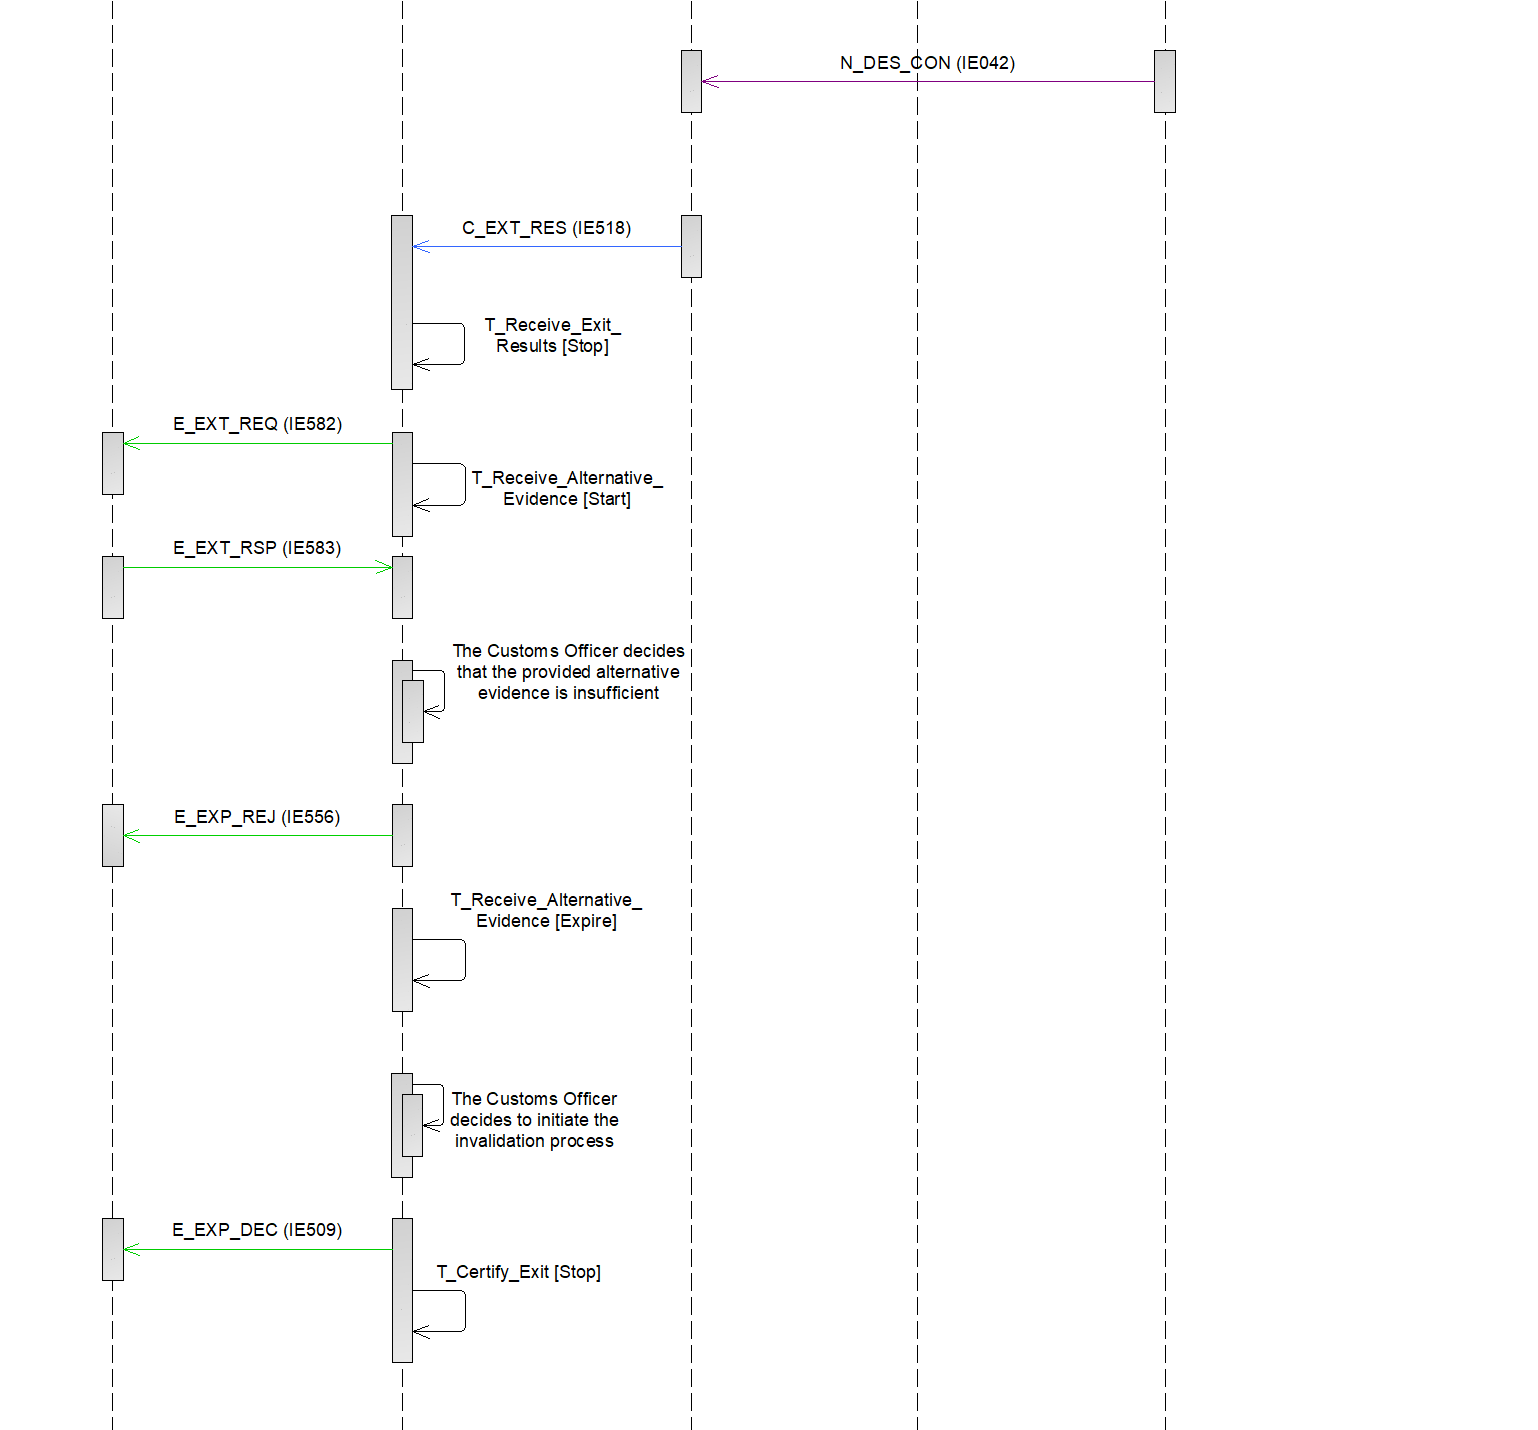 N_DES_CON (IE042)
C_EXT_RES (IE518)
T_Receive_Exit_
Results [Stop]
E_EXT_REQ (IE582)
T_Receive_Alternative_
Evidence [Start]
E_EXT_RSP (IE583)
The Customs Officer decides
that the provided alternative
evidence is insufficient
E_EXP_REJ (IE556)
T_Receive_Alternative_
Evidence [Expire]
The Customs Officer
decides to initiate the
invalidation process
E_EXP_DEC (IE509)
T_Certify_Exit [Stop]